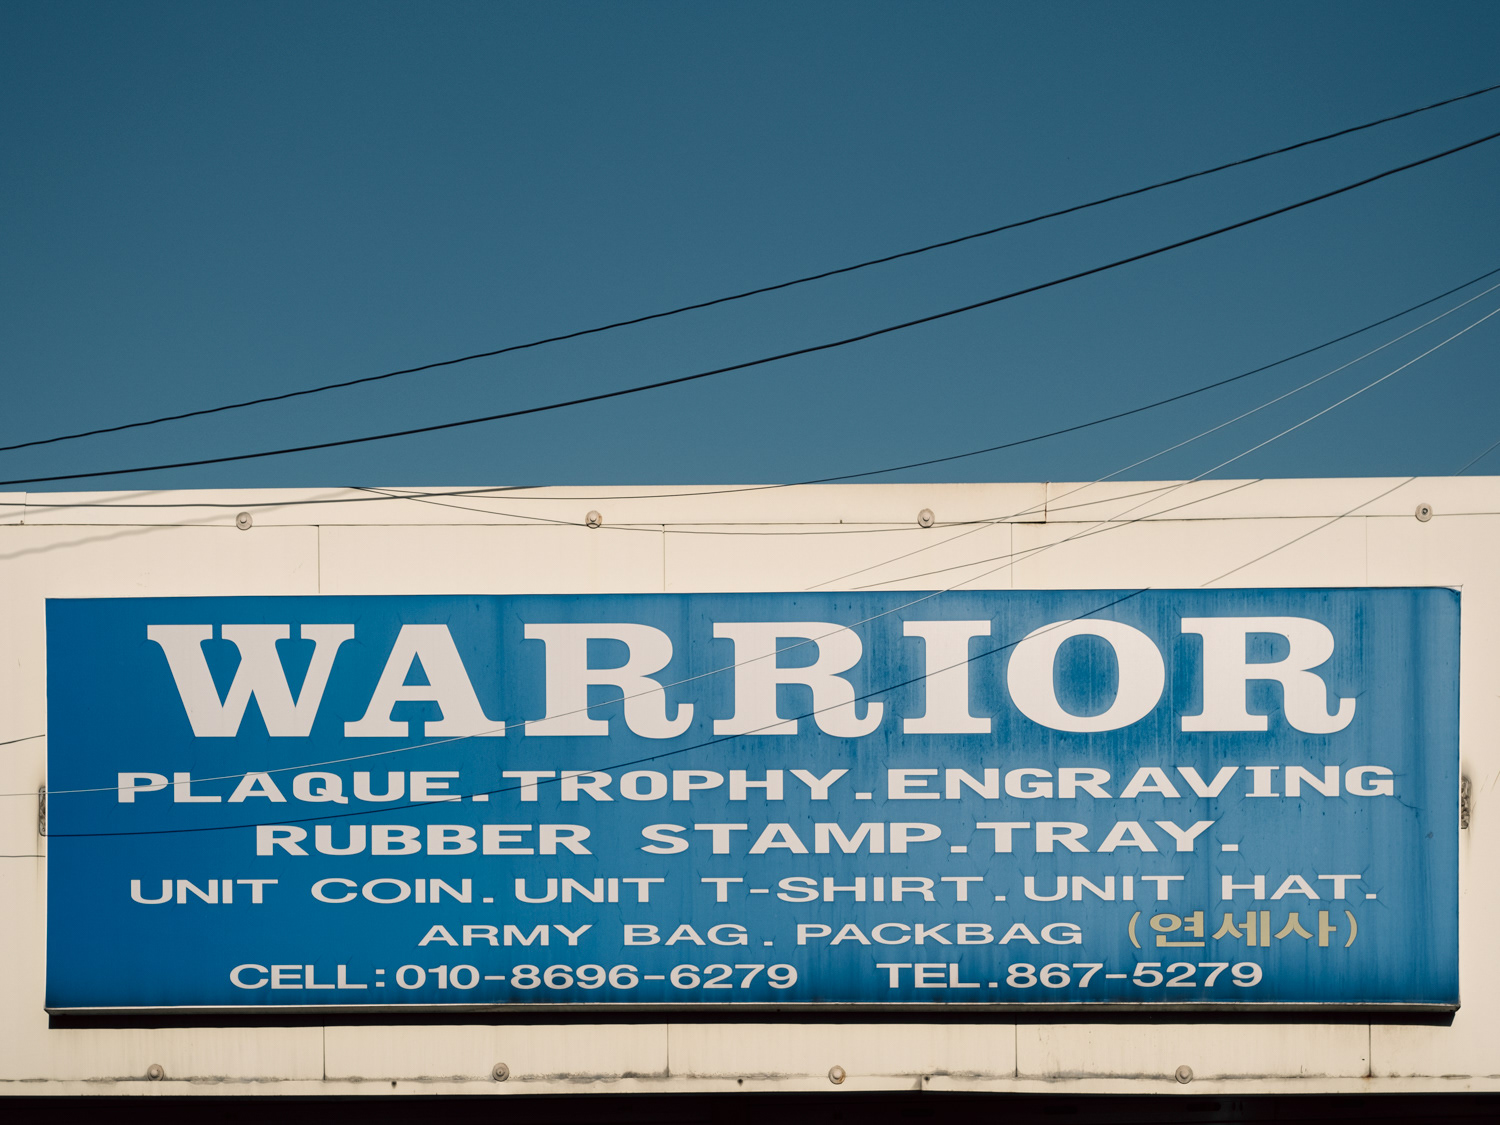 WARRIOR
PLAQUE.TROPHY.ENGRAVING
RUBBER STAMP.TRAY.
UNIT COIN. UNIT T-SHIRT. UNIT HAT.
ARMY BAG. PACKBAG (연세사)
CELL:010-8696-6279 TEL.867-5279